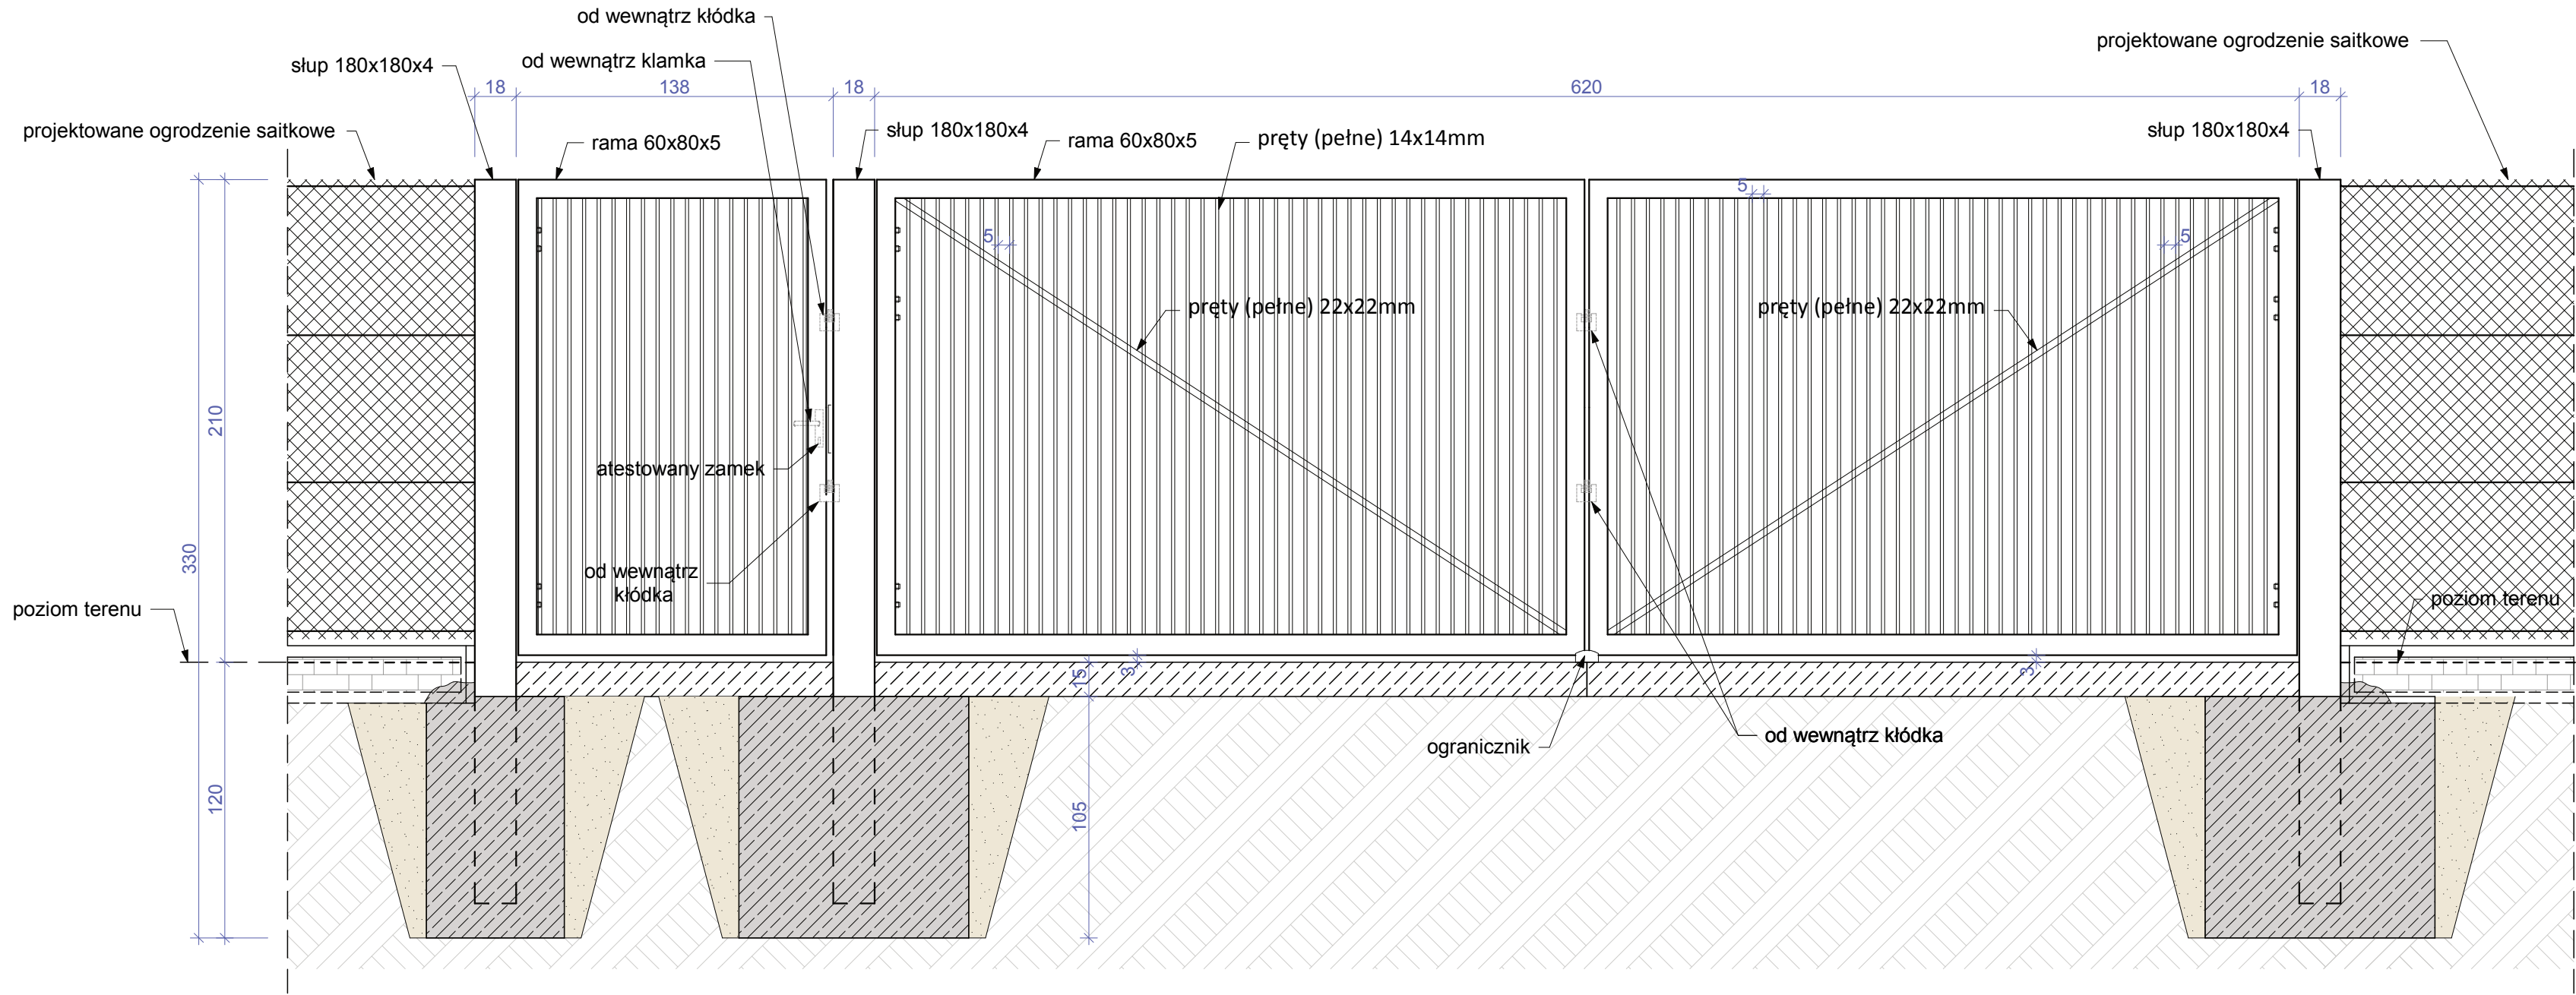 od wewnątrz kłódka
projektowane ogrodzenie saitkowe
od wewnątrz klamka
słup 180x180x4
18
138
18
620
18
projektowane ogrodzenie saitkowe
rama 60x80x5
słup 180x180x4
rama 60x80x5
pręty (pełne) 14x14mm
słup 180x180x4
5
5
5
pręty (pełne) 22x22mm
pręty (pełne) 22x22mm
210
atestowany zamek
330
od wewnątrz
kłódka
poziom terenu
poziom terenu
15
3
3
ogranicznik
od wewnątrz kłódka
120
105